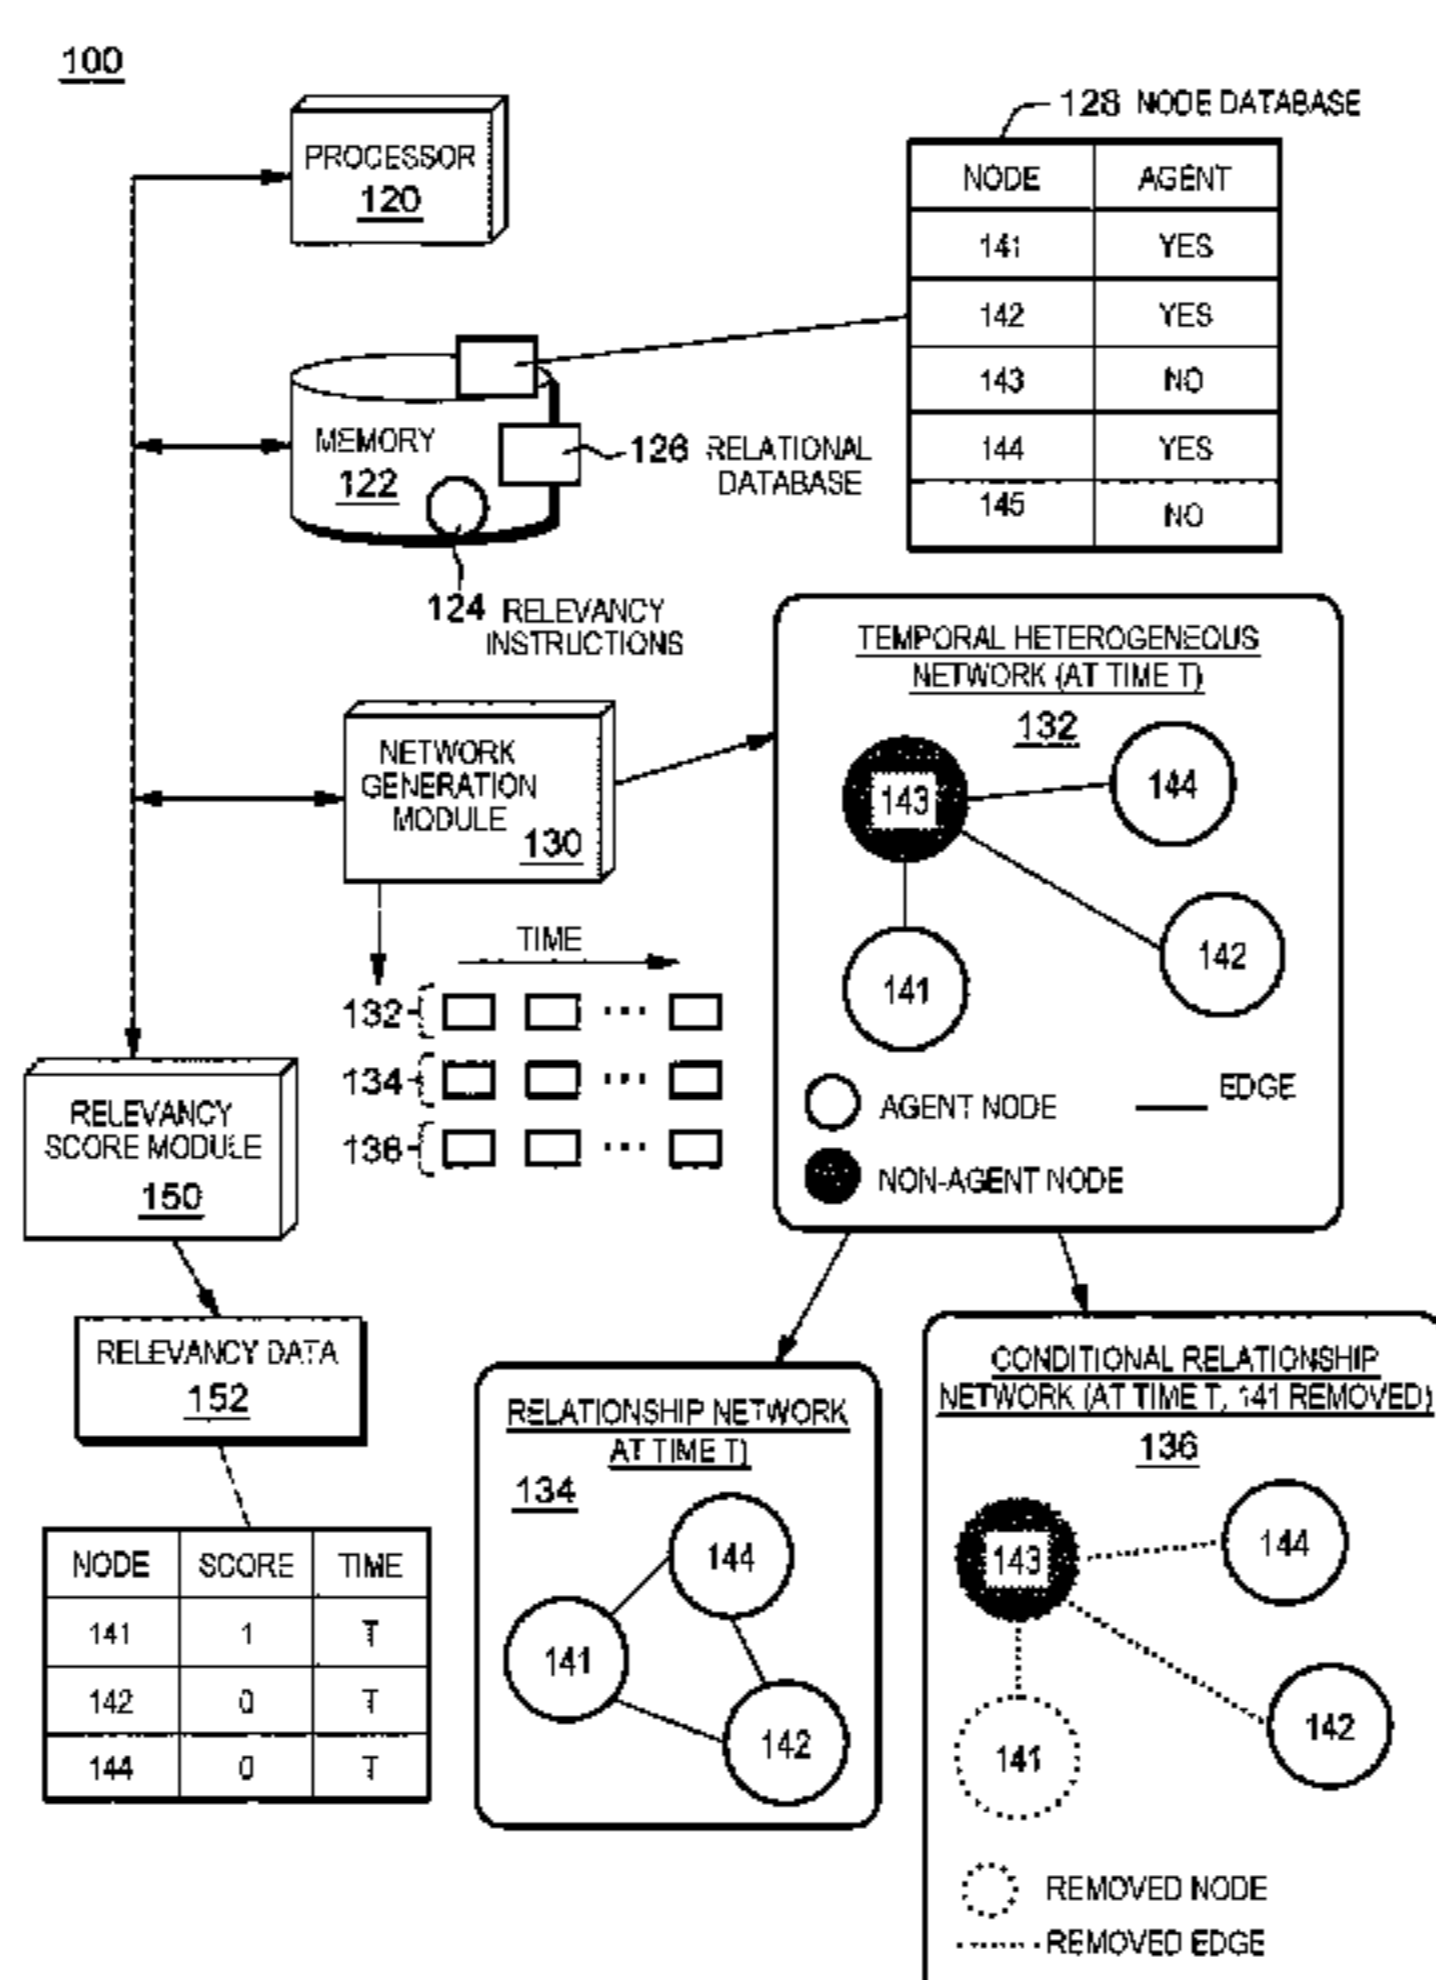 100
PROCESSOR
120
128 NODE DATABASE
NODE AGENT
141 YES
142 YES
143 NO
144 YES
145 NO
MEMORY
122
126 RELATIONAL
DATABASE
124 RELEVANCY
INSTRUCTIONS
NETWORK
GENERATION
MODULE
130
TEMPORAL HETEROGENEOUS
NETWORK (AT TIME T)
132
143
144
142
141
AGENT NODE
EDGE
NON-AGENT NODE
TIME
132
134
136
RELEVANCY
SCORE MODULE
150
RELEVANCY DATA
152
NODE SCORE TIME
141 1 T
142 0 T
144 0 T
RELATIONSHIP NETWORK
AT TIME T)
134
144
141
142
CONDITIONAL RELATIONSHIP
NETWORK (AT TIME T, 141 REMOVED)
136
143
144
142
141
REMOVED NODE
REMOVED EDGE